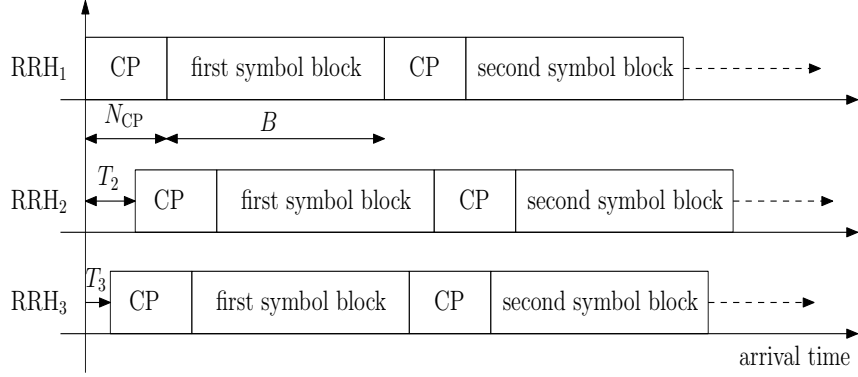 RRH₁ CP first symbol block CP second symbol block
N_CP B
T₂
RRH₂ CP first symbol block CP second symbol block
T₃
RRH₃ CP first symbol block CP second symbol block
arrival time